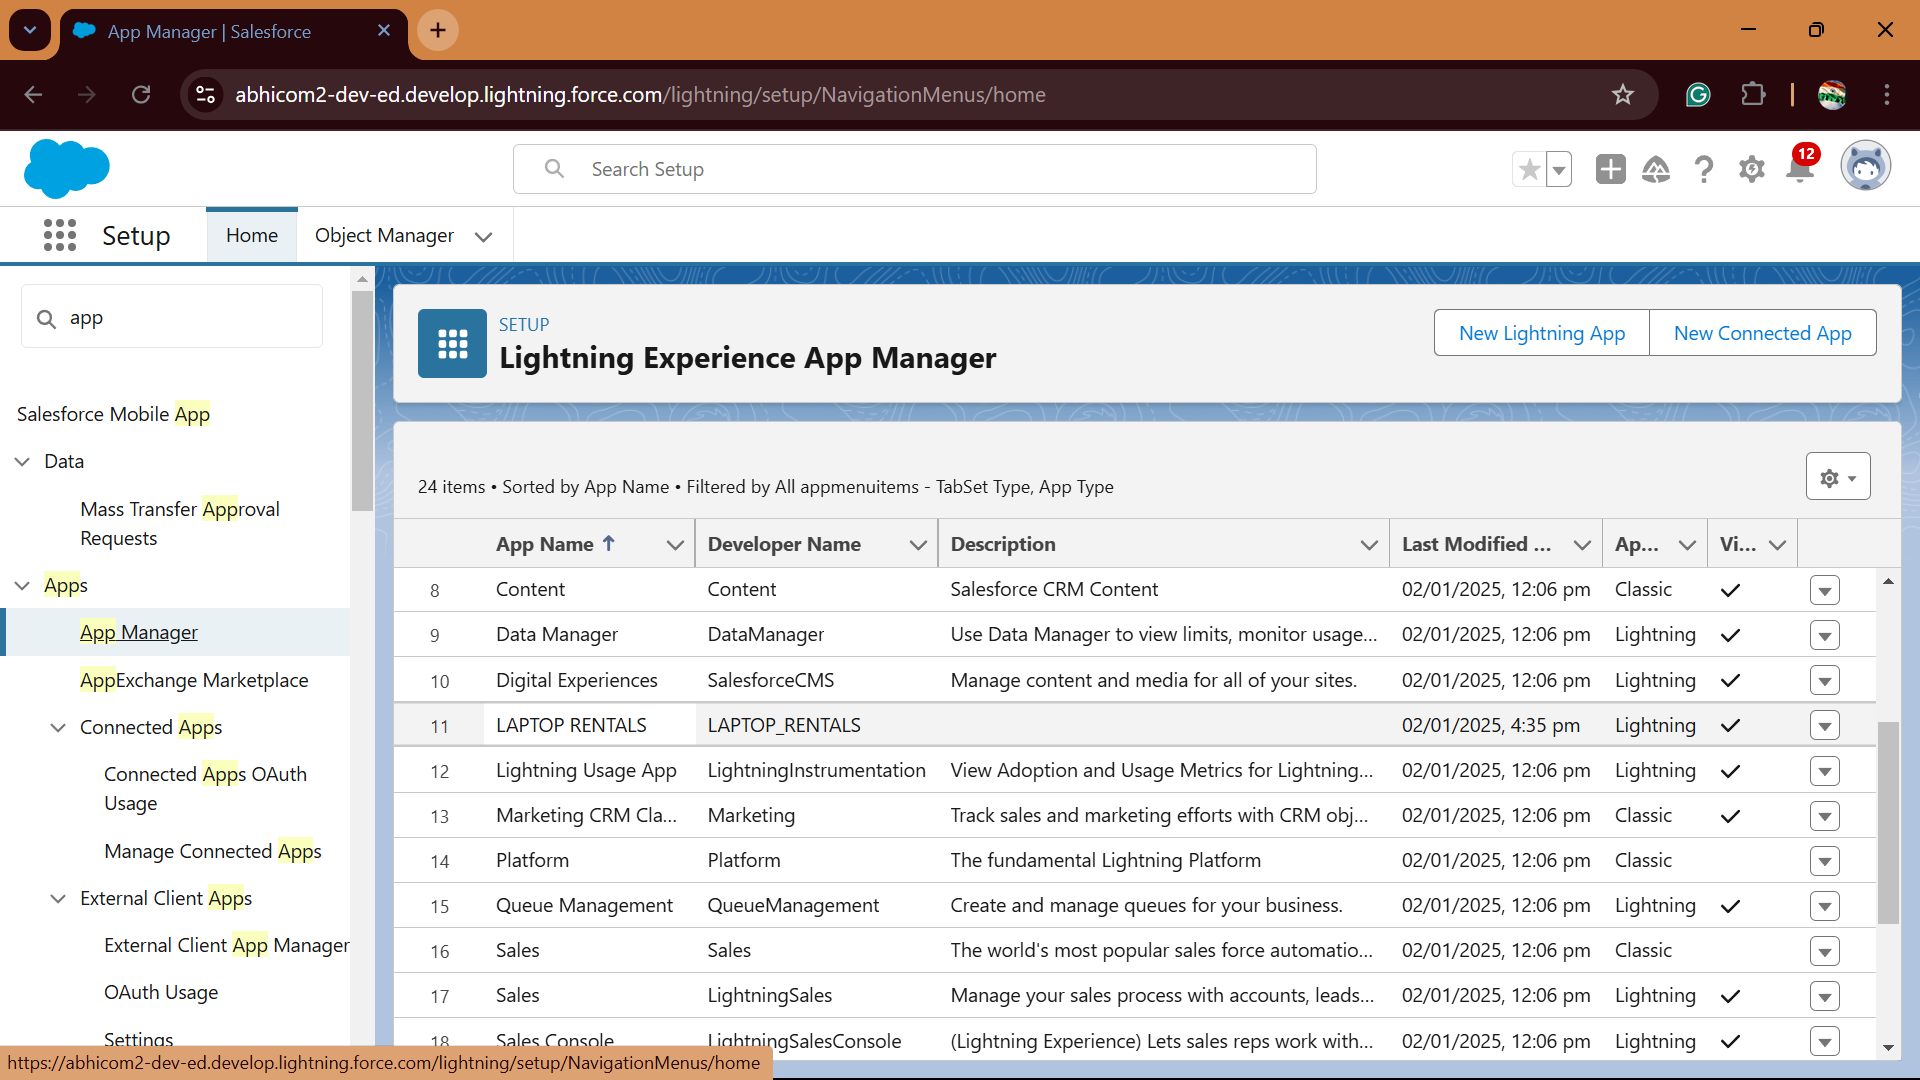 App Manager | Salesforce
abhicom2-dev-ed.develop.lightning.force.com/lightning/setup/NavigationMenus/home
Search Setup
12
Setup
Home
Object Manager
app
Salesforce Mobile App
Data
Mass Transfer Approval
Requests
Apps
App Manager
AppExchange Marketplace
Connected Apps
Connected Apps OAuth
Usage
Manage Connected Apps
External Client Apps
External Client App Manager
OAuth Usage
Settings
SETUP
Lightning Experience App Manager
New Lightning App
New Connected App
24 items • Sorted by App Name • Filtered by All appmenuitems - TabSet Type, App Type
App Name Developer Name Description Last Modified ... Ap... Vi...
8 Content Content Salesforce CRM Content 02/01/2025, 12:06 pm Classic
9 Data Manager DataManager Use Data Manager to view limits, monitor usage... 02/01/2025, 12:06 pm Lightning
10 Digital Experiences SalesforceCMS Manage content and media for all of your sites. 02/01/2025, 12:06 pm Lightning
11 LAPTOP RENTALS LAPTOP_RENTALS 02/01/2025, 4:35 pm Lightning
12 Lightning Usage App LightningInstrumentation View Adoption and Usage Metrics for Lightning... 02/01/2025, 12:06 pm Lightning
13 Marketing CRM Cla... Marketing Track sales and marketing efforts with CRM obj... 02/01/2025, 12:06 pm Classic
14 Platform Platform The fundamental Lightning Platform 02/01/2025, 12:06 pm Classic
15 Queue Management QueueManagement Create and manage queues for your business. 02/01/2025, 12:06 pm Lightning
16 Sales Sales The world's most popular sales force automatio... 02/01/2025, 12:06 pm Classic
17 Sales LightningSales Manage your sales process with accounts, leads... 02/01/2025, 12:06 pm Lightning
18 Sales Console LightningSalesConsole (Lightning Experience) Lets sales reps work with... 02/01/2025, 12:06 pm Lightning
https://abhicom2-dev-ed.develop.lightning.force.com/lightning/setup/NavigationMenus/home